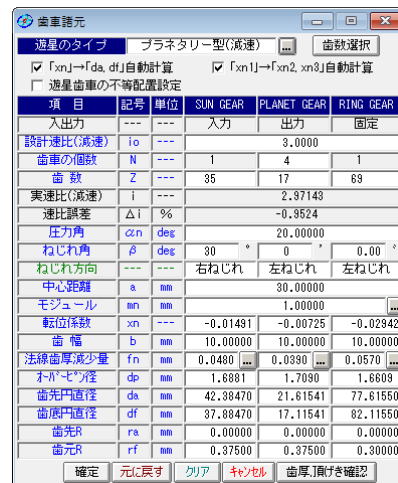 歯車諸元
遊星のタイプ プラネタリー型(減速) ... 歯数選択
「xn」→「da, df」自動計算 「xn1」→「xn2, xn3」自動計算
遊星歯車の不等配置設定
項 目 記号 単位 SUN GEAR PLANET GEAR RING GEAR
入出力 --- --- 入力 出力 固定
設計速比(減速) io --- 3.0000
歯車の個数 N --- 1 4 1
歯 数 Z --- 35 17 69
実速比(減速) i --- 2.97143
速比誤差 Δi % -0.9524
圧力角 αn deg 20.00000
ねじれ角 β deg 30 ° 0 ' 0.00 "
ねじれ方向 --- --- 右ねじれ 左ねじれ 左ねじれ
中心距離 a mm 30.00000
モジュール mn mm 1.00000 ...
転位係数 xn --- -0.01491 -0.00725 -0.02942
歯 幅 b mm 10.00000 10.00000 10.00000
法線歯厚減少量 fn mm 0.0480 ... 0.0390 ... 0.0570 ...
オーバーピン径 dp mm 1.6881 1.7090 1.6609
歯先円直径 da mm 42.38470 21.61541 77.61550
歯底円直径 df mm 37.88470 17.11541 82.11550
歯先R ra mm 0.00000 0.00000 0.00000
歯元R rf mm 0.37500 0.37500 0.30000
確定 元に戻す クリア キャンセル 歯厚,頂げき確認